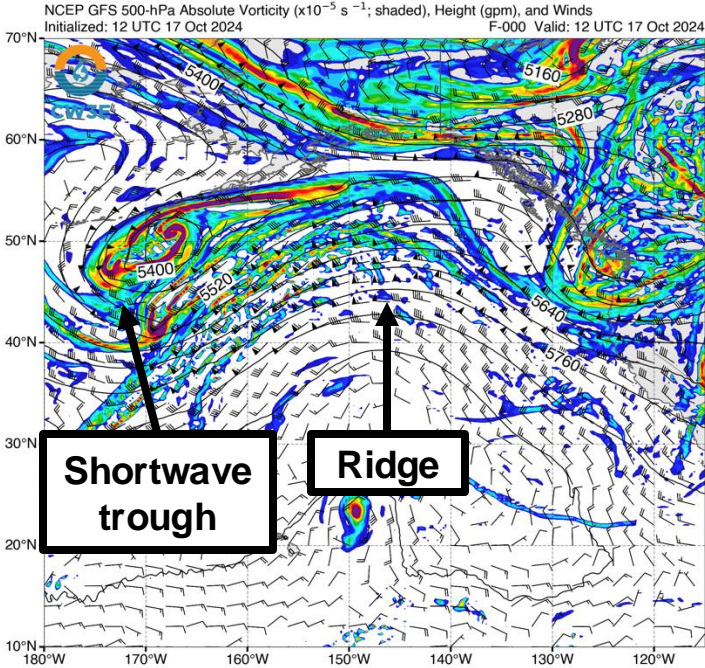 NCEP GFS 500-hPa Absolute Vorticity (x10⁻⁵ s ⁻¹; shaded), Height (gpm), and Winds
Initialized: 12 UTC 17 Oct 2024 F-000 Valid: 12 UTC 17 Oct 2024
70°N
CW3E
5400
5160
5280
60°N
50°N
5400
5520
5640
40°N
5760
30°N
Shortwave
trough
Ridge
20°N
10°N
180°W 170°W 160°W 150°W 140°W 130°W 120°W